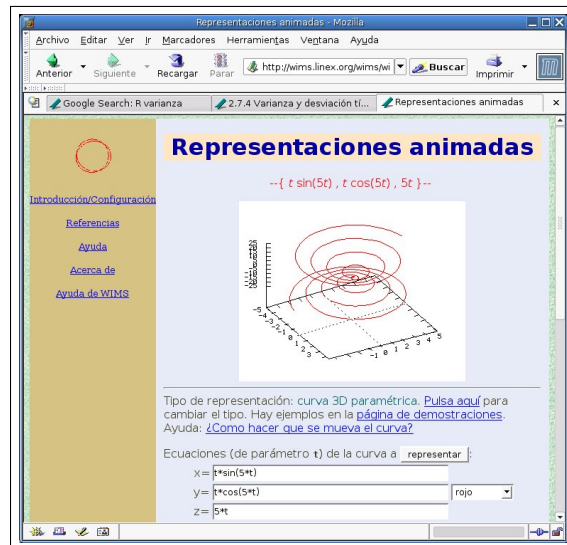 Representaciones animadas - Mozilla
Archivo Editar Ver Ir Marcadores Herramientas Ventana Ayuda
Anterior Siguiente Recargar Parar http://wims.linex.org/wims/wi Buscar Imprimir
Google Search: R varianza 2.7.4 Varianza y desviación tí... Representaciones animadas
Representaciones animadas
--{ t sin(5t) , t cos(5t) , 5t }--
Introducción/Configuración
Referencias
Ayuda
Acerca de
Ayuda de WIMS
Tipo de representación: curva 3D paramétrica. Pulsa aquí para
cambiar el tipo. Hay ejemplos en la página de demostraciones.
Ayuda: ¿Como hacer que se mueva el curva?
Ecuaciones (de parámetro t) de la curva a representar :
x= t*sin(5*t)
y= t*cos(5*t) rojo
z= 5*t